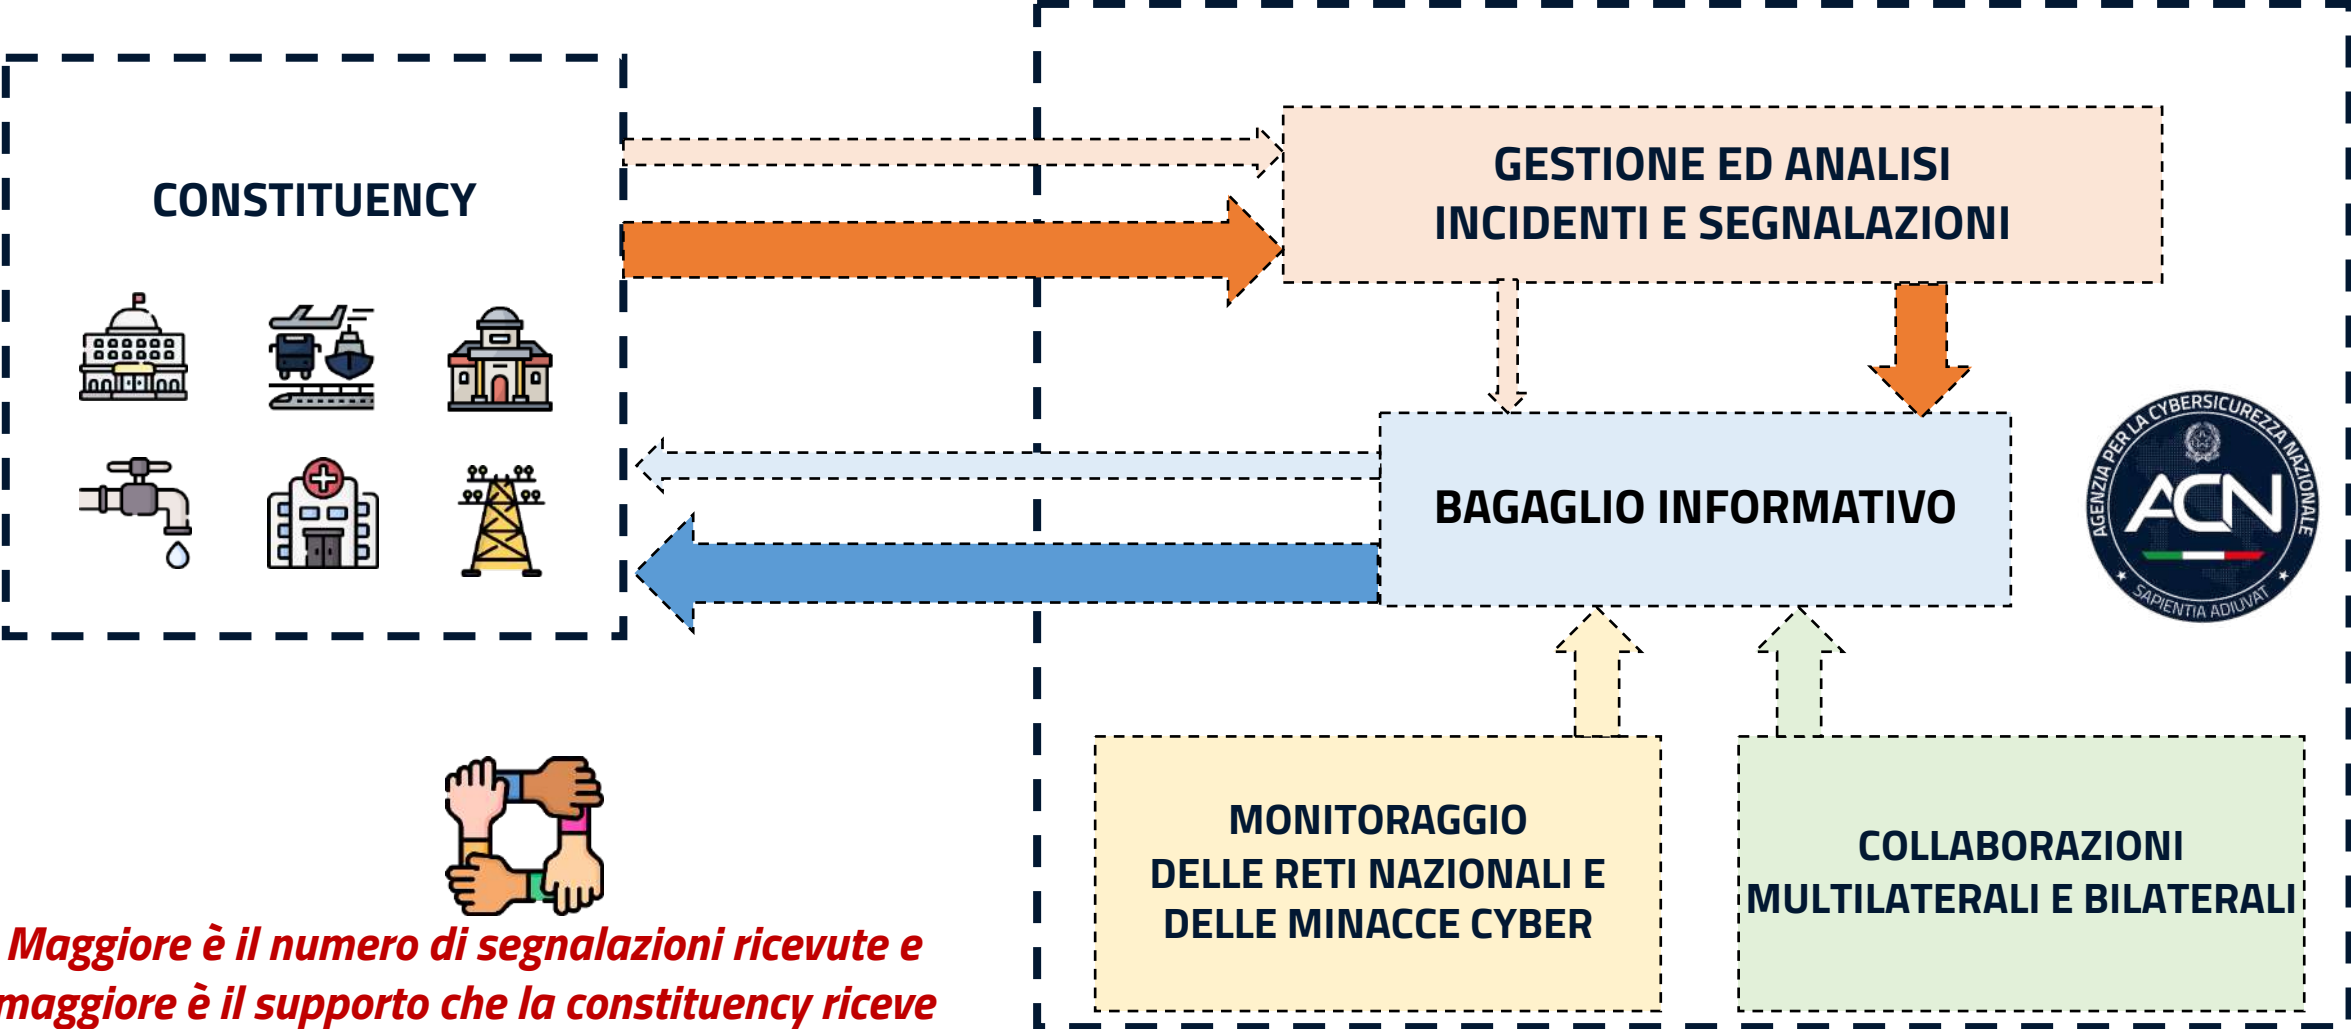 CONSTITUENCY
GESTIONE ED ANALISI
INCIDENTI E SEGNALAZIONI
BAGAGLIO INFORMATIVO
AGENZIA PER LA CYBERSICUREZZA NAZIONALE
ACN
SAPIENTIA ADIUVAT
MONITORAGGIO
DELLE RETI NAZIONALI E
DELLE MINACCE CYBER
COLLABORAZIONI
MULTILATERALI E BILATERALI
Maggiore è il numero di segnalazioni ricevute e
maggiore è il supporto che la constituency riceve